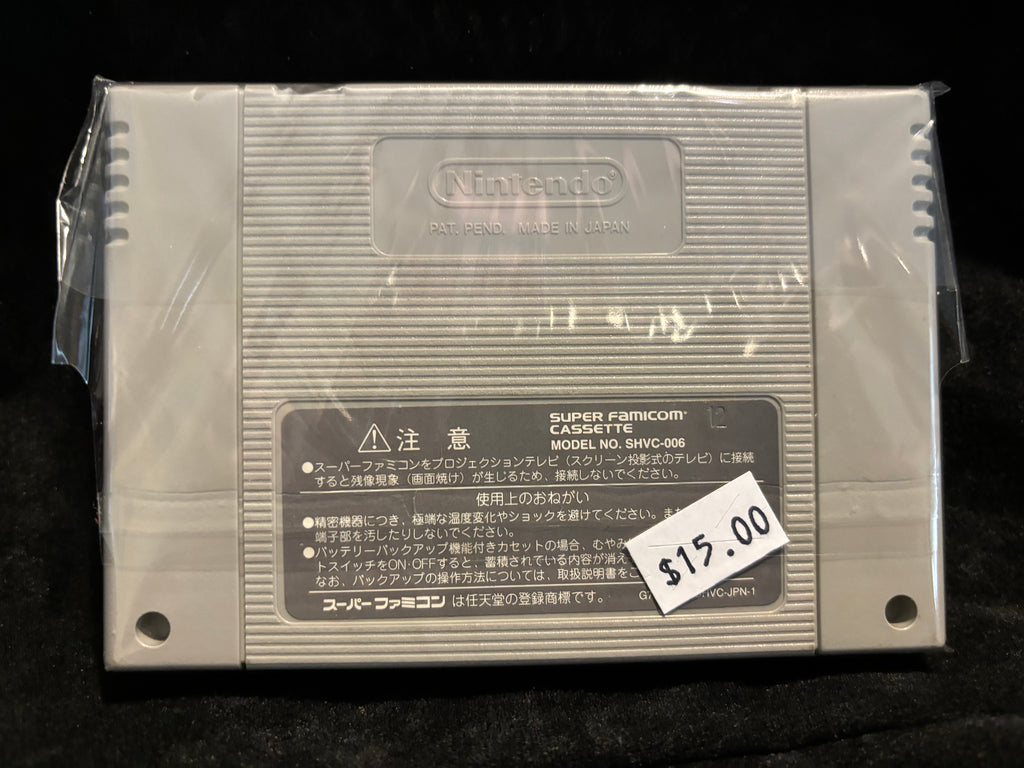 Nintendo®
PAT. PEND. MADE IN JAPAN
SUPER FAMICOM
CASSETTE
MODEL NO. SHVC-006
12
注意
●スーパーファミコンをプロジェクションテレビ（スクリーン投影式のテレビ）に接続
すると残像現象（画面焼け）が生じるため、接続しないでください。
使用上のおねがい
●精密機器につき、極端な温度変化やショックを避けてください。また
端子部を汚したりしないでください。
●バッテリーバックアップ機能付きカセットの場合、むやみ
トスイッチをON・OFFすると、蓄積されている内容が消え
なお、バックアップの操作方法については、取扱説明書をご
スーパーファミコン は任天堂の登録商標です。
HVC-JPN-1
$15.00